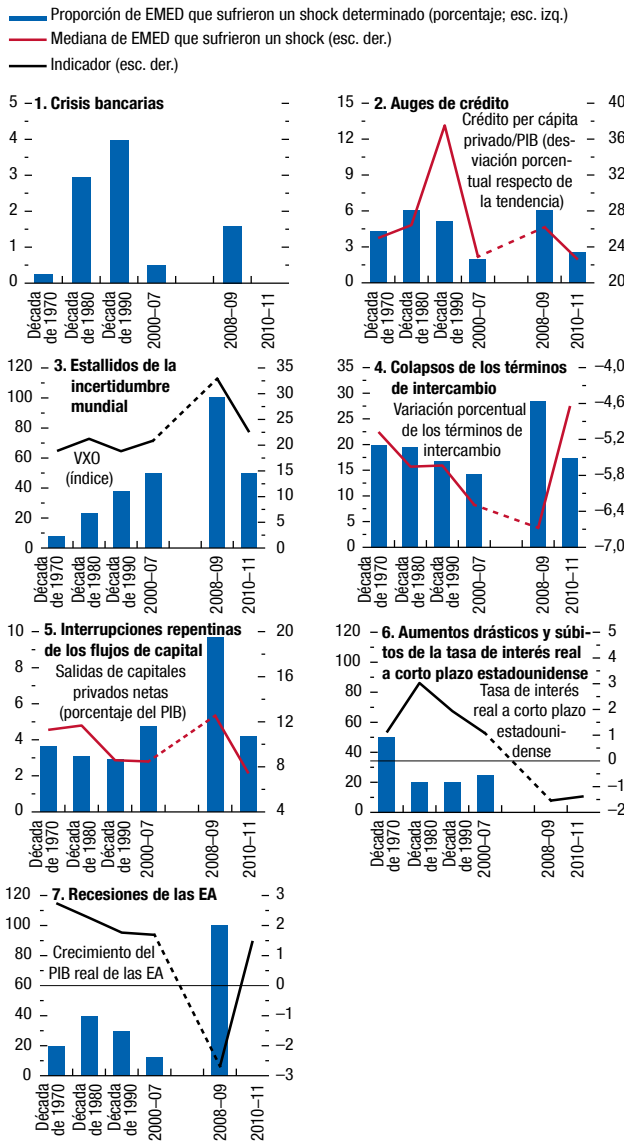 Proporción de EMED que sufrieron un shock determinado (porcentaje; esc. izq.)
Mediana de EMED que sufrieron un shock (esc. der.)
Indicador (esc. der.)
1. Crisis bancarias
5
4
3
2
1
0
Década de 1970
Década de 1980
Década de 1990
2000–07
2008–09
2010–11
2. Auges de crédito
Crédito per cápita
privado/PIB (des-
viación porcen-
tual respecto de
la tendencia)
15
12
9
6
3
0
40
36
32
28
24
20
Década de 1970
Década de 1980
Década de 1990
2000–07
2008–09
2010–11
3. Estallidos de la
incertidumbre
mundial
VXO
(índice)
120
100
80
60
40
20
0
35
30
25
20
15
10
5
0
Década de 1970
Década de 1980
Década de 1990
2000–07
2008–09
2010–11
4. Colapsos de los términos
de intercambio
Variación porcentual
de los términos de
intercambio
35
30
25
20
15
10
5
0
–4,0
–4,6
–5,2
–5,8
–6,4
–7,0
Década de 1970
Década de 1980
Década de 1990
2000–07
2008–09
2010–11
5. Interrupciones repentinas
de los flujos de capital
Salidas de capitales
privados netas
(porcentaje del PIB)
10
8
6
4
2
0
20
16
12
8
4
Década de 1970
Década de 1980
Década de 1990
2000–07
2008–09
2010–11
6. Aumentos drásticos y súbi-
tos de la tasa de interés real
a corto plazo estadounidense
Tasa de interés
real a corto plazo
estadouni-
dense
120
100
80
60
40
20
0
5
4
3
2
1
0
–1
–2
Década de 1970
Década de 1980
Década de 1990
2000–07
2008–09
2010–11
7. Recesiones de las EA
Crecimiento del
PIB real de las EA
120
100
80
60
40
20
0
3
2
1
0
–1
–2
–3
Década de 1970
Década de 1980
Década de 1990
2000–07
2008–09
2010–11